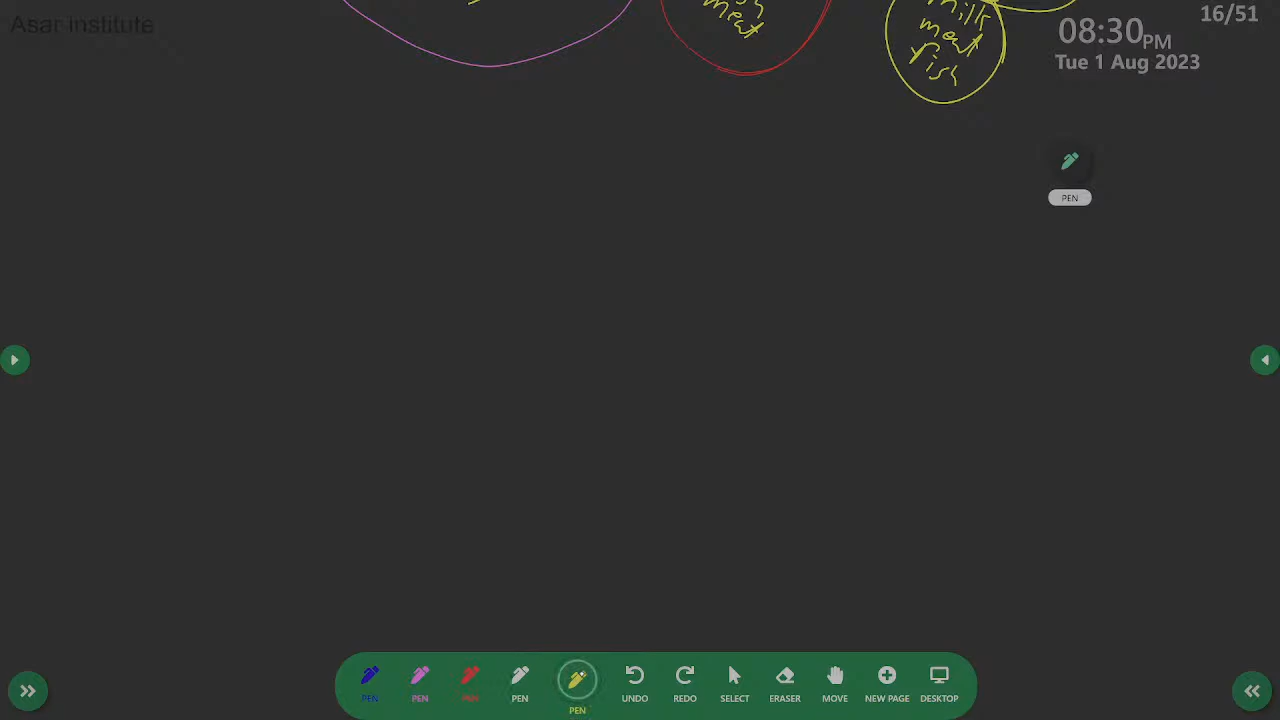 Asar institute
16/51
08:30PM
Tue 1 Aug 2023
meat
milk
meat
fish
PEN
PEN
PEN
PEN
PEN
PEN
UNDO
REDO
SELECT
ERASER
MOVE
NEW PAGE
DESKTOP